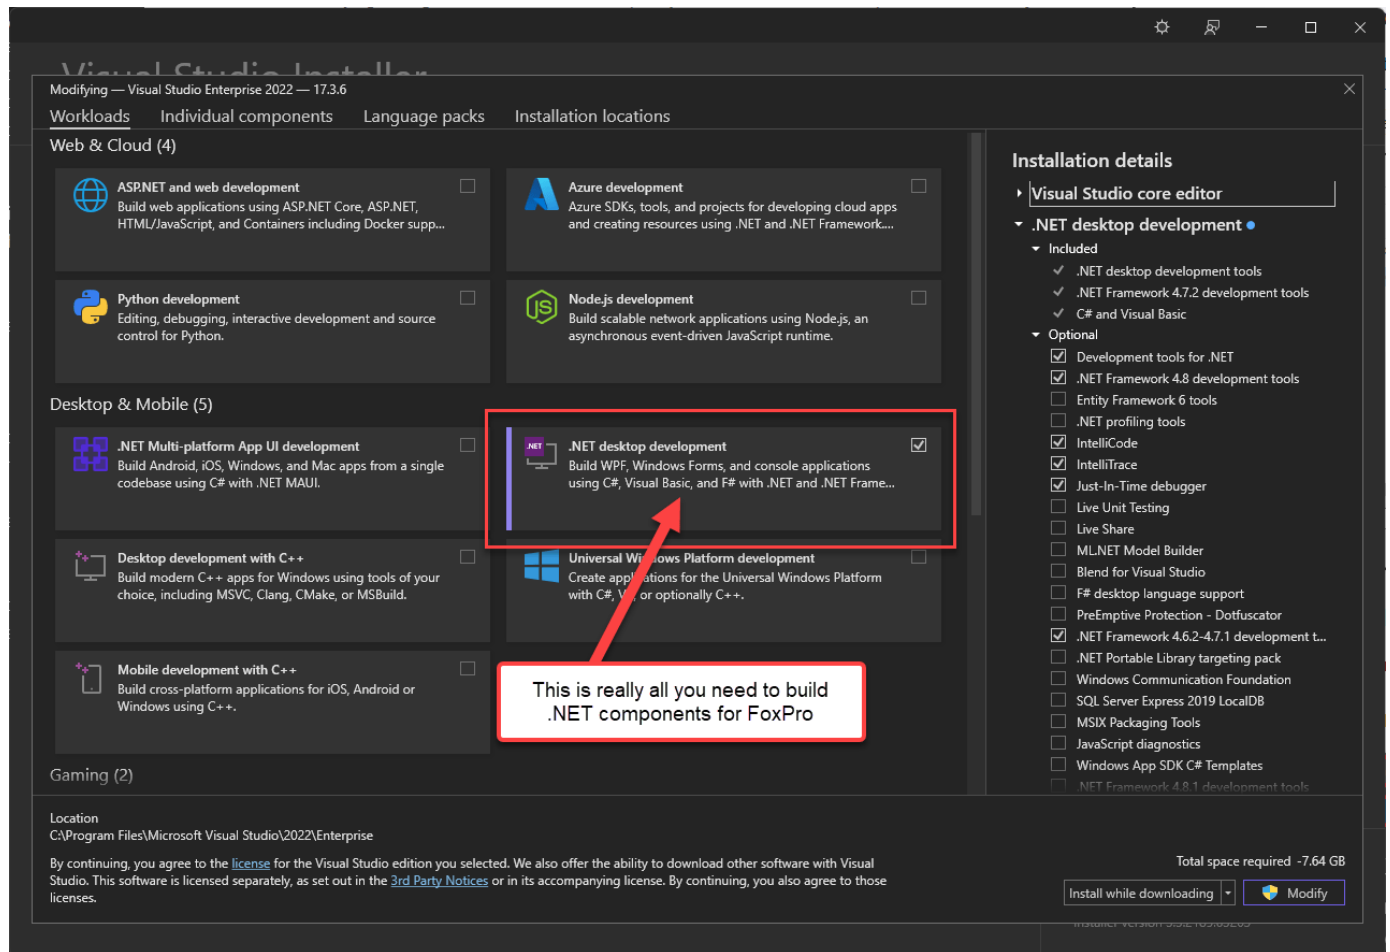 Visual Studio Installer
Modifying — Visual Studio Enterprise 2022 — 17.3.6
Workloads
Individual components
Language packs
Installation locations
Web & Cloud (4)
ASP.NET and web development
Build web applications using ASP.NET Core, ASP.NET,
HTML/JavaScript, and Containers including Docker supp...
Azure development
Azure SDKs, tools, and projects for developing cloud apps
and creating resources using .NET and .NET Framework....
Python development
Editing, debugging, interactive development and source
control for Python.
JS
Node.js development
Build scalable network applications using Node.js, an
asynchronous event-driven JavaScript runtime.
Desktop & Mobile (5)
.NET Multi-platform App UI development
Build Android, iOS, Windows, and Mac apps from a single
codebase using C# with .NET MAUI.
.NET
.NET desktop development
Build WPF, Windows Forms, and console applications
using C#, Visual Basic, and F# with .NET and .NET Frame...
Desktop development with C++
Build modern C++ apps for Windows using tools of your
choice, including MSVC, Clang, CMake, or MSBuild.
Universal Windows Platform development
Create applications for the Universal Windows Platform
with C#, or optionally C++.
Mobile development with C++
Build cross-platform applications for iOS, Android or
Windows using C++.
This is really all you need to build
.NET components for FoxPro
Gaming (2)
Installation details
Visual Studio core editor
.NET desktop development
Included
.NET desktop development tools
.NET Framework 4.7.2 development tools
C# and Visual Basic
Optional
Development tools for .NET
.NET Framework 4.8 development tools
Entity Framework 6 tools
.NET profiling tools
IntelliCode
IntelliTrace
Just-In-Time debugger
Live Unit Testing
Live Share
ML.NET Model Builder
Blend for Visual Studio
F# desktop language support
PreEmptive Protection - Dotfuscator
.NET Framework 4.6.2-4.7.1 development t...
.NET Portable Library targeting pack
Windows Communication Foundation
SQL Server Express 2019 LocalDB
MSIX Packaging Tools
JavaScript diagnostics
Windows App SDK C# Templates
.NET Framework 4.8.1 development tools
Location
C:\Program Files\Microsoft Visual Studio\2022\Enterprise
By continuing, you agree to the license for the Visual Studio edition you selected. We also offer the ability to download other software with Visual
Studio. This software is licensed separately, as set out in the 3rd Party Notices or in its accompanying license. By continuing, you also agree to those
licenses.
Total space required -7.64 GB
Install while downloading
Modify